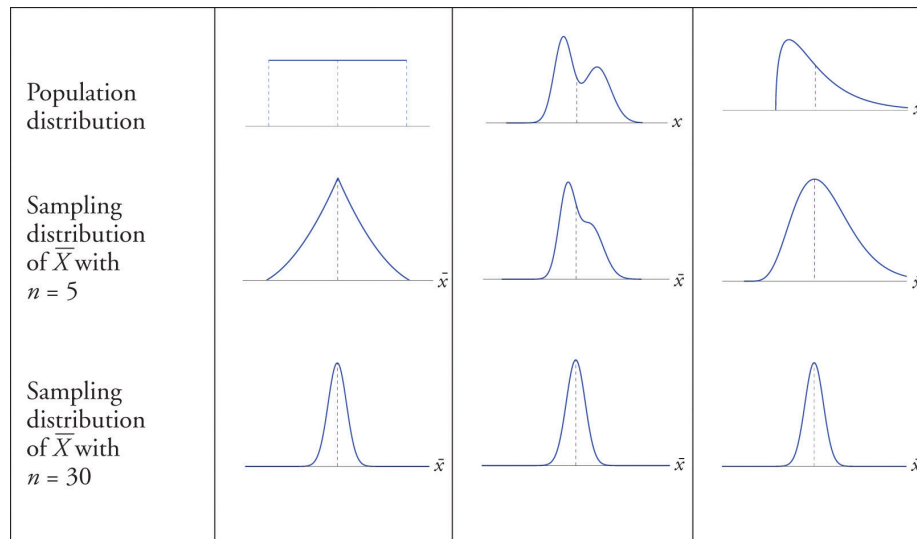 Population
distribution
x
x
Sampling
distribution
of X̅ with
n = 5
x̄
x̄
x̄
Sampling
distribution
of X̅ with
n = 30
x̄
x̄
x̄